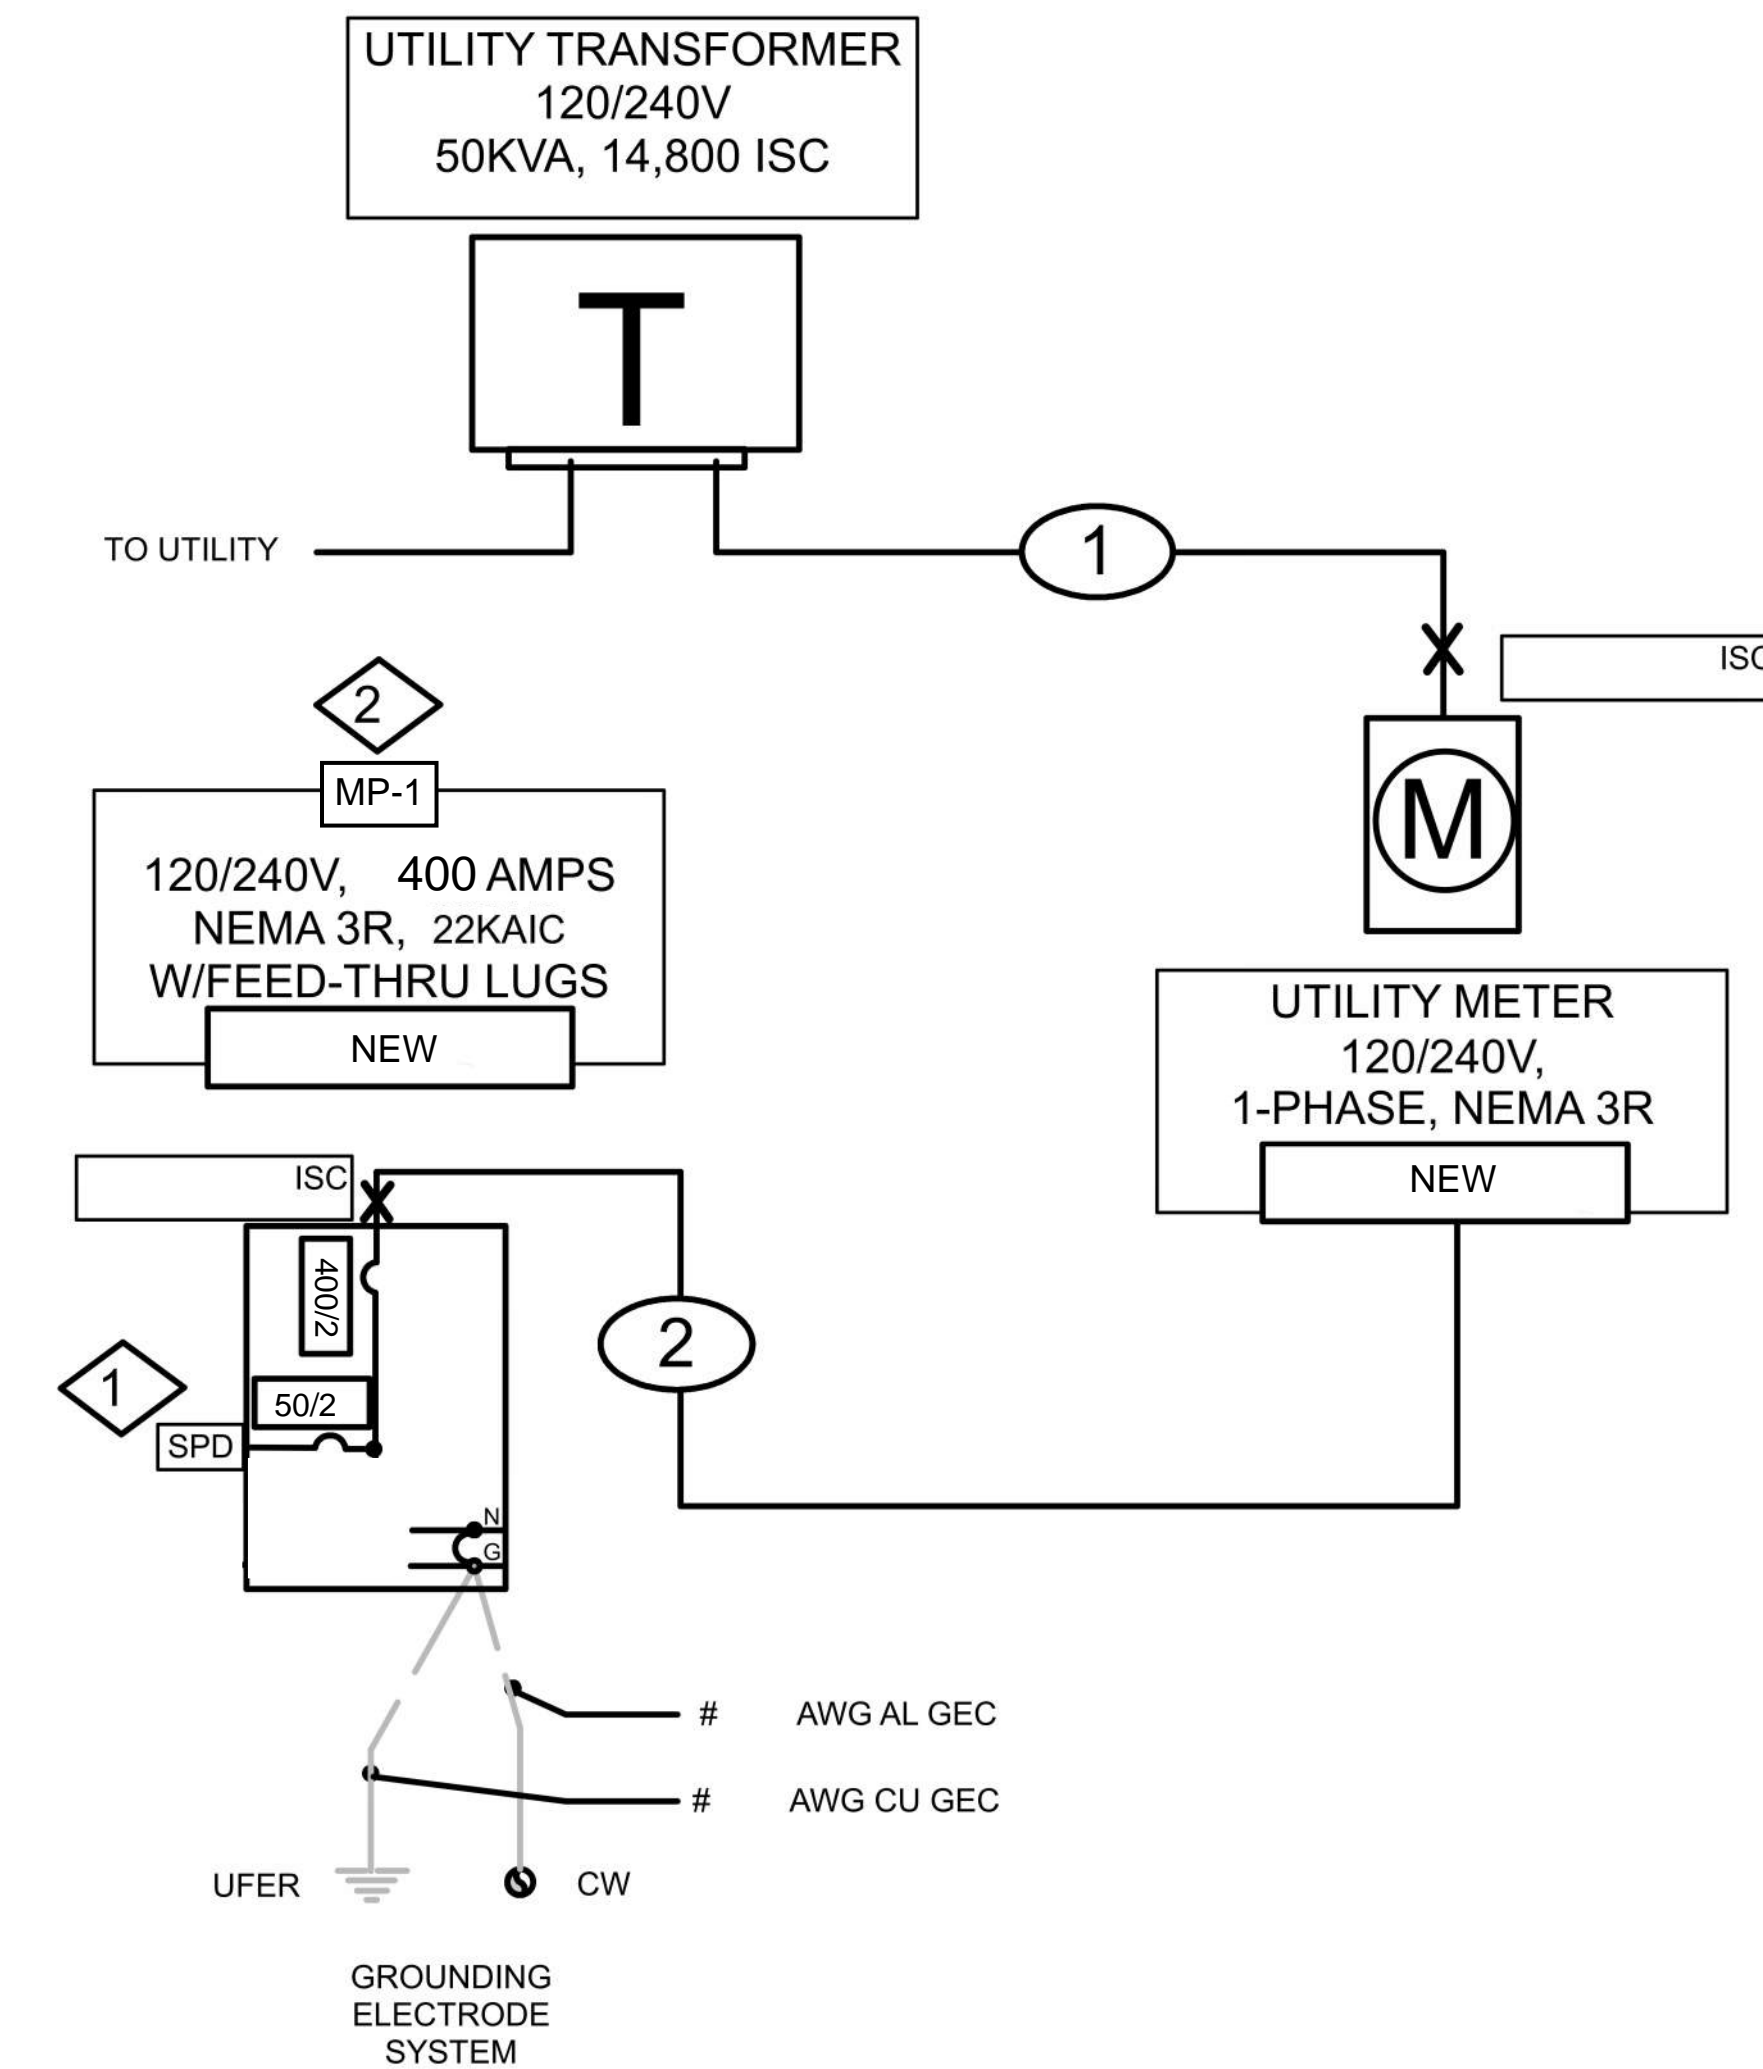 UTILITY TRANSFORMER
120/240V
50KVA, 14,800 ISC
T
TO UTILITY
1
ISC
2
MP-1
120/240V, 400 AMPS
NEMA 3R, 22KAIC
W/FEED-THRU LUGS
NEW
M
UTILITY METER
120/240V,
1-PHASE, NEMA 3R
NEW
ISC
400/2
2
1
50/2
SPD
N
G
# AWG AL GEC
# AWG CU GEC
UFER
CW
GROUNDING
ELECTRODE
SYSTEM